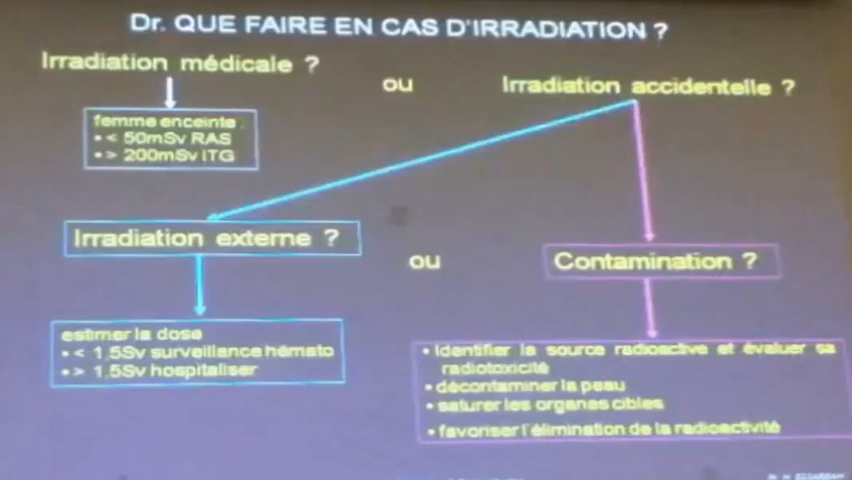 Dr. QUE FAIRE EN CAS D'IRRADIATION ?
Irradiation médicale ?
ou
Irradiation accidentelle ?
femme enceinte :
• < 50mSv RAS
• > 200mSv ITG
Irradiation externe ?
ou
Contamination ?
estimer la dose
• < 1,5Sv surveillance hémato
• > 1,5Sv hospitaliser
• Identifier la source radioactive et évaluer sa
radiotoxicité
• décontaminer la peau
• saturer les organes cibles
• favoriser l'élimination de la radioactivité